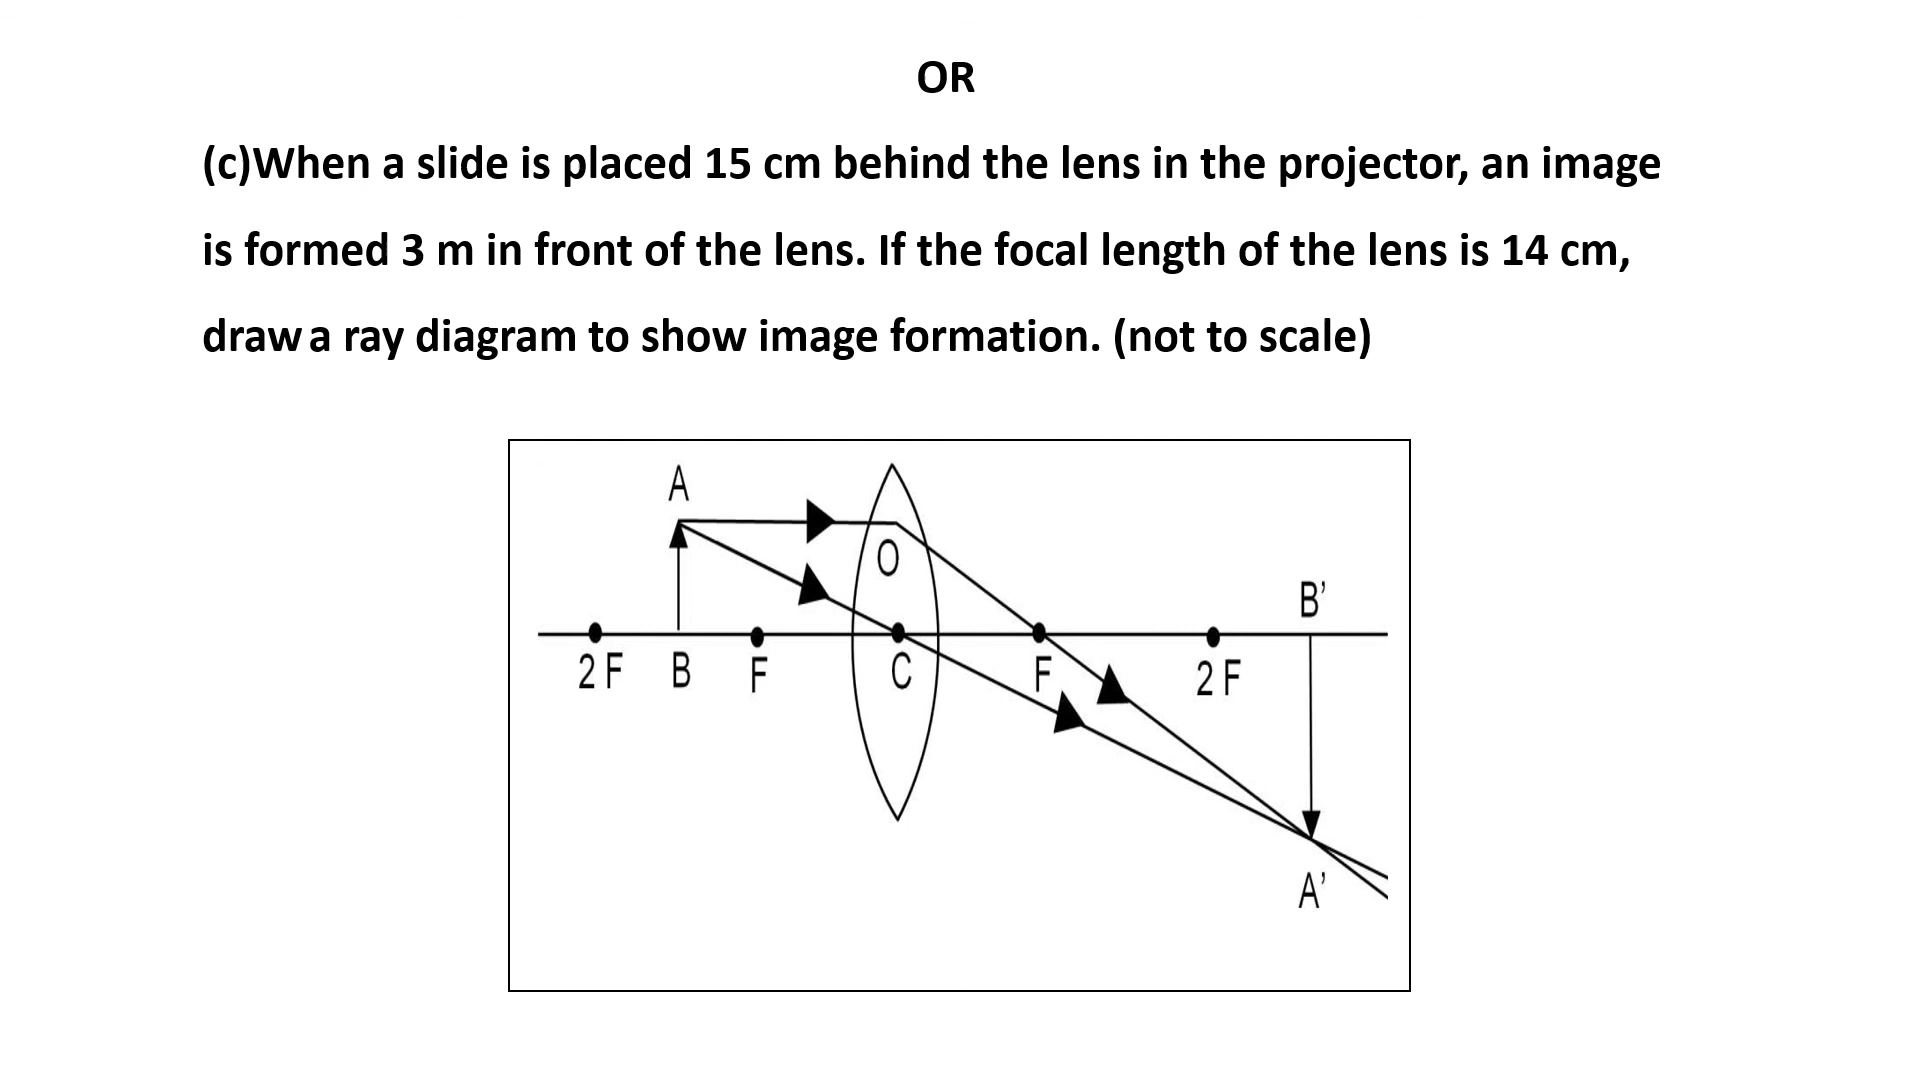 OR
(c)When a slide is placed 15 cm behind the lens in the projector, an image
is formed 3 m in front of the lens. If the focal length of the lens is 14 cm,
draw a ray diagram to show image formation. (not to scale)
A
O
B’
2 F B F C F 2 F
A’